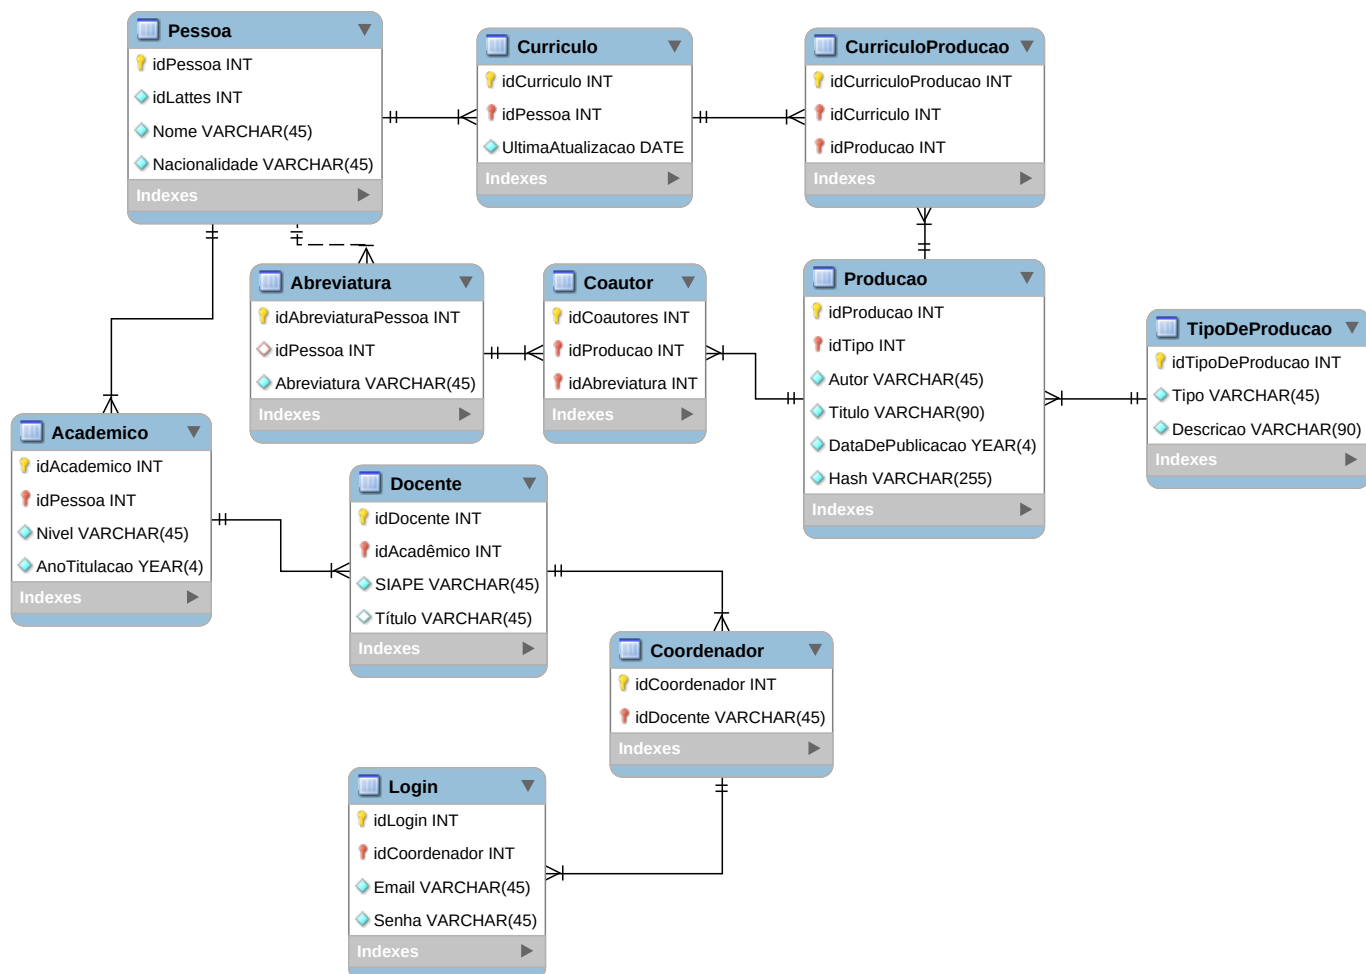 Pessoa
idPessoa INT
idLattes INT
Nome VARCHAR(45)
Nacionalidade VARCHAR(45)
Indexes
Curriculo
idCurriculo INT
idPessoa INT
UltimaAtualizacao DATE
Indexes
CurriculoProducao
idCurriculoProducao INT
idCurriculo INT
idProducao INT
Indexes
Abreviatura
idAbreviaturaPessoa INT
idPessoa INT
Abreviatura VARCHAR(45)
Indexes
Coautor
idCoautores INT
idProducao INT
idAbreviatura INT
Indexes
Producao
idProducao INT
idTipo INT
Autor VARCHAR(45)
Titulo VARCHAR(90)
DataDePublicacao YEAR(4)
Hash VARCHAR(255)
Indexes
TipoDeProducao
idTipoDeProducao INT
Tipo VARCHAR(45)
Descricao VARCHAR(90)
Indexes
Academico
idAcademico INT
idPessoa INT
Nivel VARCHAR(45)
AnoTitulacao YEAR(4)
Indexes
Docente
idDocente INT
idAcadêmico INT
SIAPE VARCHAR(45)
Título VARCHAR(45)
Indexes
Coordenador
idCoordenador INT
idDocente VARCHAR(45)
Indexes
Login
idLogin INT
idCoordenador INT
Email VARCHAR(45)
Senha VARCHAR(45)
Indexes